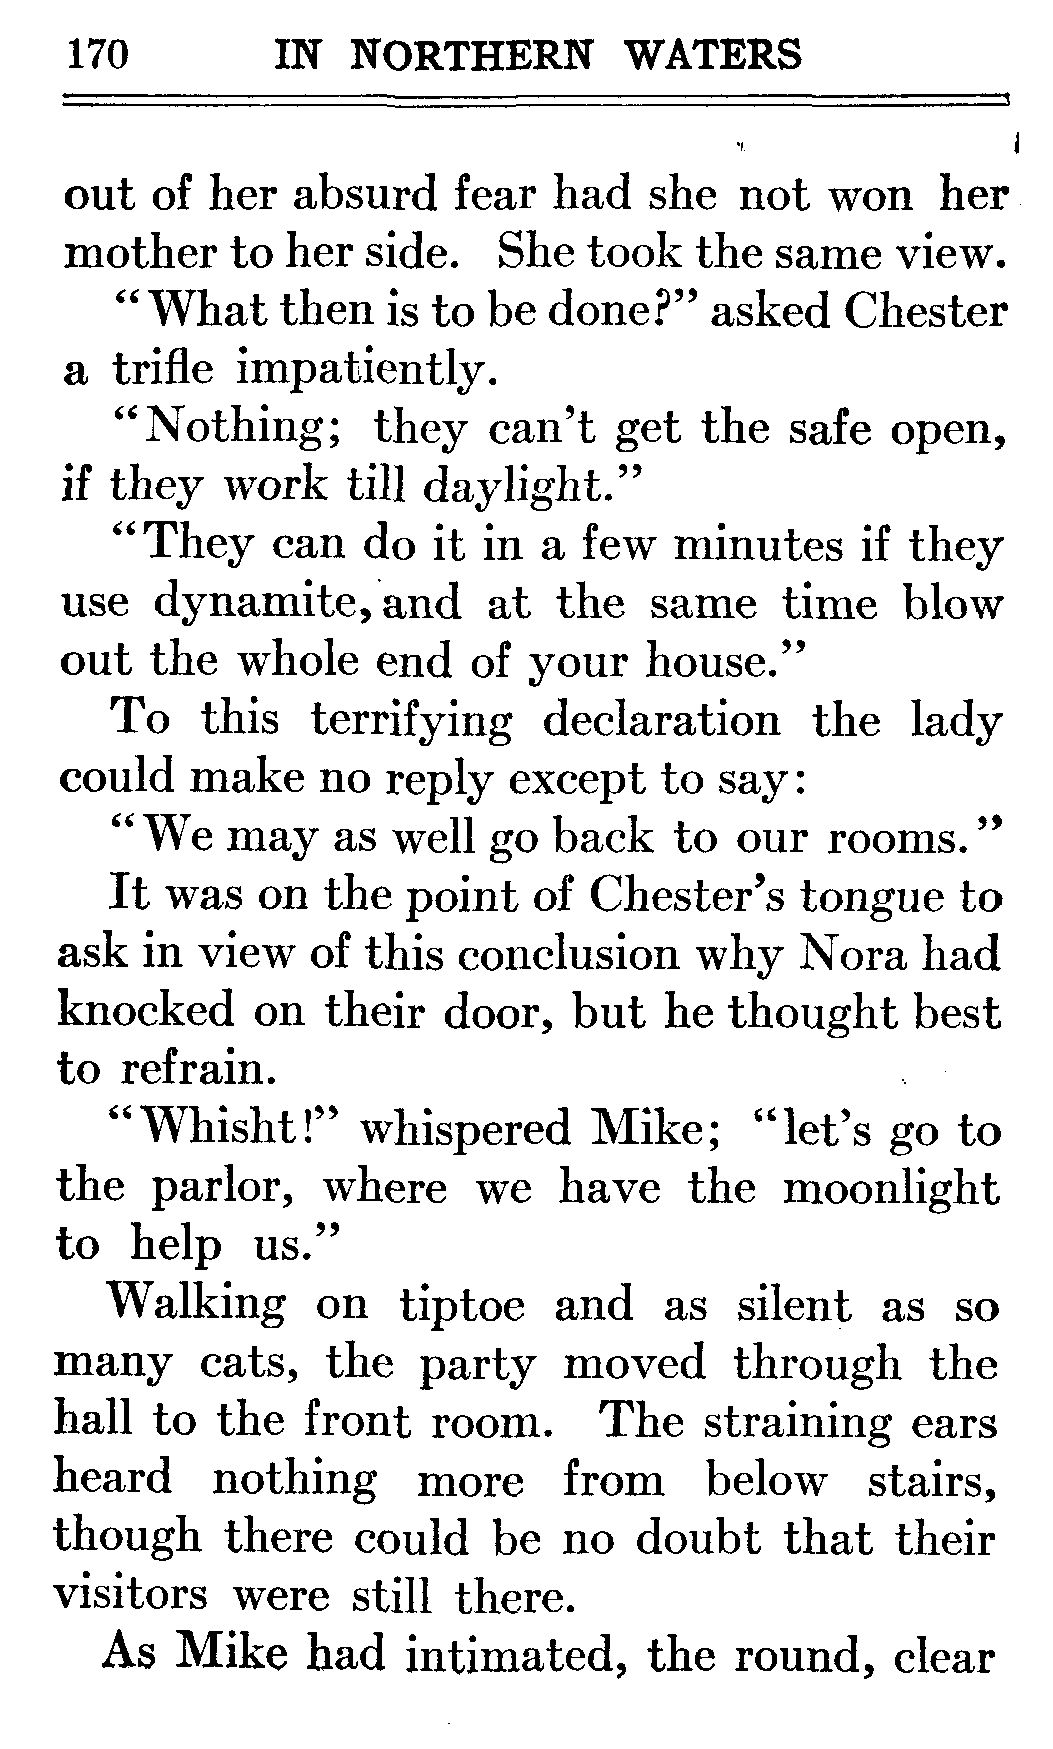 170 IN NORTHERN WATERS
out of her absurd fear had she not won her
mother to her side. She took the same view.
"What then is to be done?" asked Chester
a trifle impatiently.
"Nothing; they can't get the safe open,
if they work till daylight."
"They can do it in a few minutes if they
use dynamite, and at the same time blow
out the whole end of your house."
To this terrifying declaration the lady
could make no reply except to say:
"We may as well go back to our rooms."
It was on the point of Chester's tongue to
ask in view of this conclusion why Nora had
knocked on their door, but he thought best
to refrain.
"Whisht!" whispered Mike; "let's go to
the parlor, where we have the moonlight
to help us."
Walking on tiptoe and as silent as so
many cats, the party moved through the
hall to the front room. The straining ears
heard nothing more from below stairs,
though there could be no doubt that their
visitors were still there.
As Mike had intimated, the round, clear